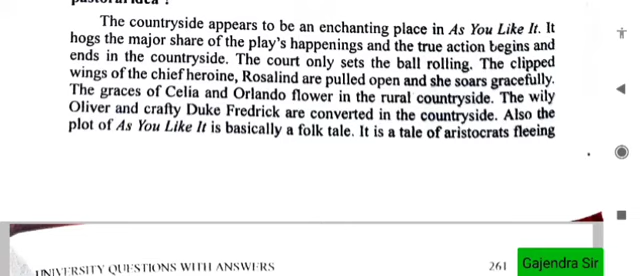 The countryside appears to be an enchanting place in As You Like It. It
hogs the major share of the play's happenings and the true action begins and
ends in the countryside. The court only sets the ball rolling. The clipped
wings of the chief heroine, Rosalind are pulled open and she soars gracefully.
The graces of Celia and Orlando flower in the rural countryside. The wily
Oliver and crafty Duke Fredrick are converted in the countryside. Also the
plot of As You Like It is basically a folk tale. It is a tale of aristocrats fleeing
UNIVERSITY QUESTIONS WITH ANSWERS
261
Gajendra Sir